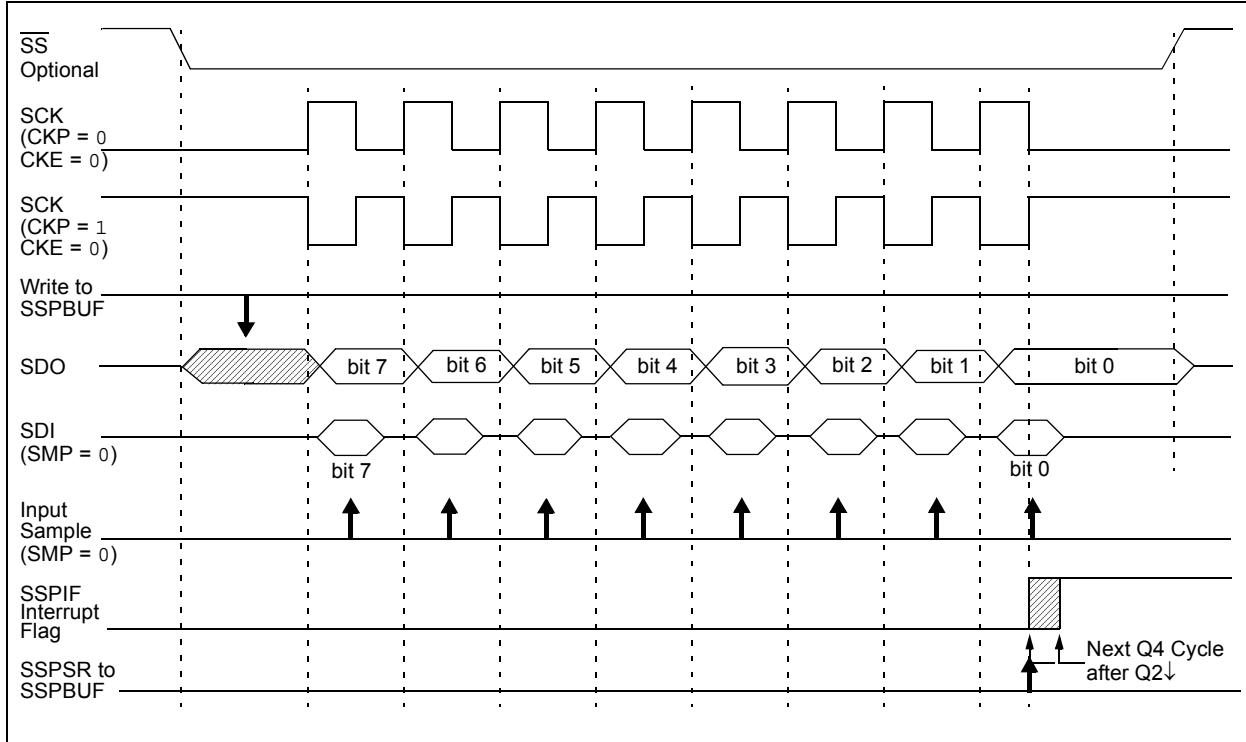 SS
Optional
SCK
(CKP = 0
CKE = 0)
SCK
(CKP = 1
CKE = 0)
Write to
SSPBUF
SDO
bit 7 bit 6 bit 5 bit 4 bit 3 bit 2 bit 1 bit 0
SDI
(SMP = 0)
bit 7 bit 0
Input
Sample
(SMP = 0)
SSPIF
Interrupt
Flag
Next Q4 Cycle
after Q2↓
SSPSR to
SSPBUF